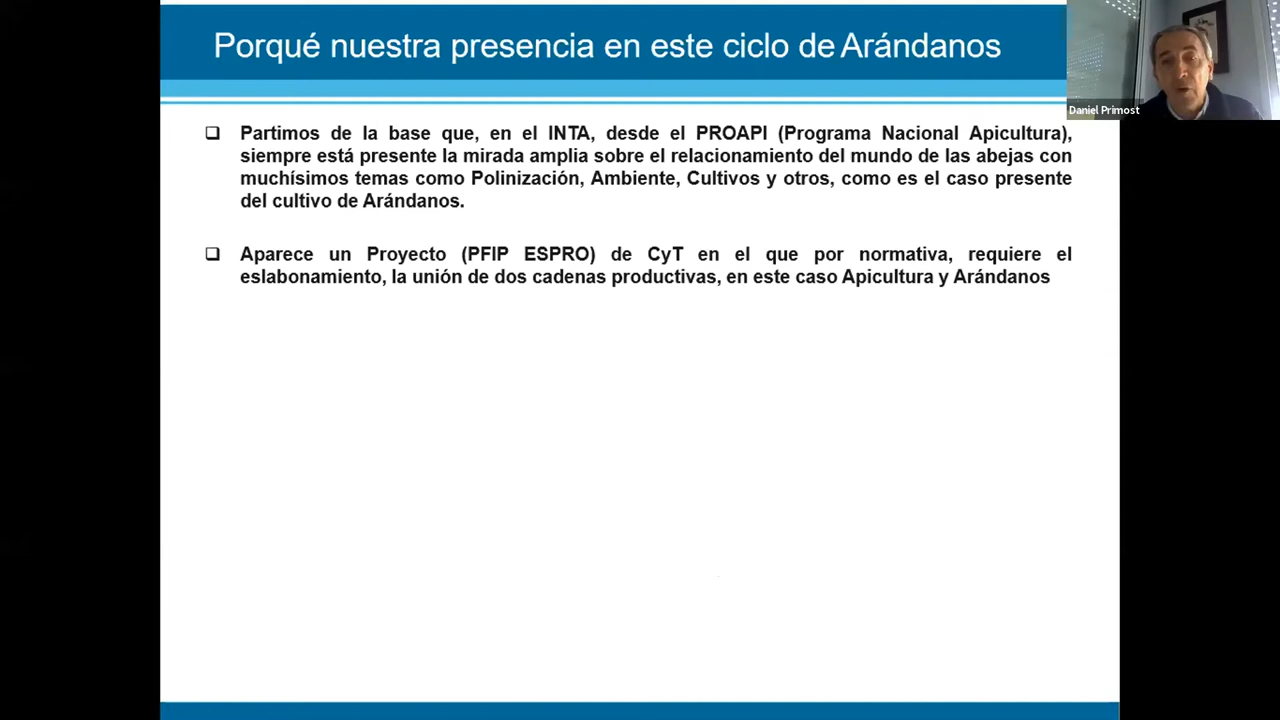 Porqué nuestra presencia en este ciclo de Arándanos
Daniel Primost
Partimos de la base que, en el INTA, desde el PROAPI (Programa Nacional Apicultura),
siempre está presente la mirada amplia sobre el relacionamiento del mundo de las abejas con
muchísimos temas como Polinización, Ambiente, Cultivos y otros, como es el caso presente
del cultivo de Arándanos.
Aparece un Proyecto (PFIP ESPRO) de CyT en el que por normativa, requiere el
eslabonamiento, la unión de dos cadenas productivas, en este caso Apicultura y Arándanos